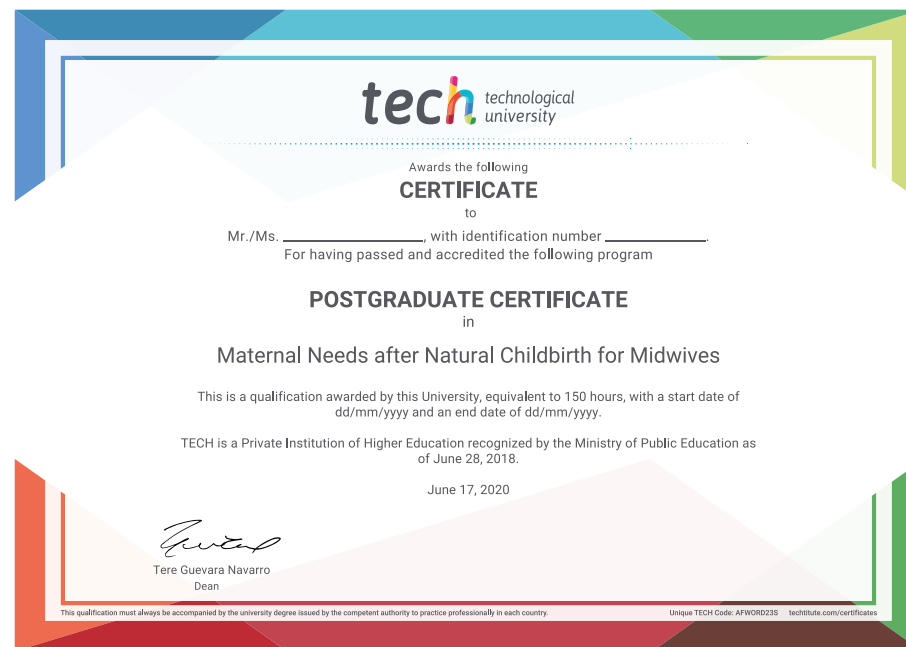 tech technological
university
Awards the following
CERTIFICATE
to
Mr./Ms. ____________, with identification number ____________.
For having passed and accredited the following program
POSTGRADUATE CERTIFICATE
in
Maternal Needs after Natural Childbirth for Midwives
This is a qualification awarded by this University, equivalent to 150 hours, with a start date of
dd/mm/yyyy and an end date of dd/mm/yyyy.
TECH is a Private Institution of Higher Education recognized by the Ministry of Public Education as
of June 28, 2018.
June 17, 2020
Tere Guevara Navarro
Dean
This qualification must always be accompanied by the university degree issued by the competent authority to practice professionally in each country.
Unique TECH Code: AFWORD23S techtitute.com/certificates